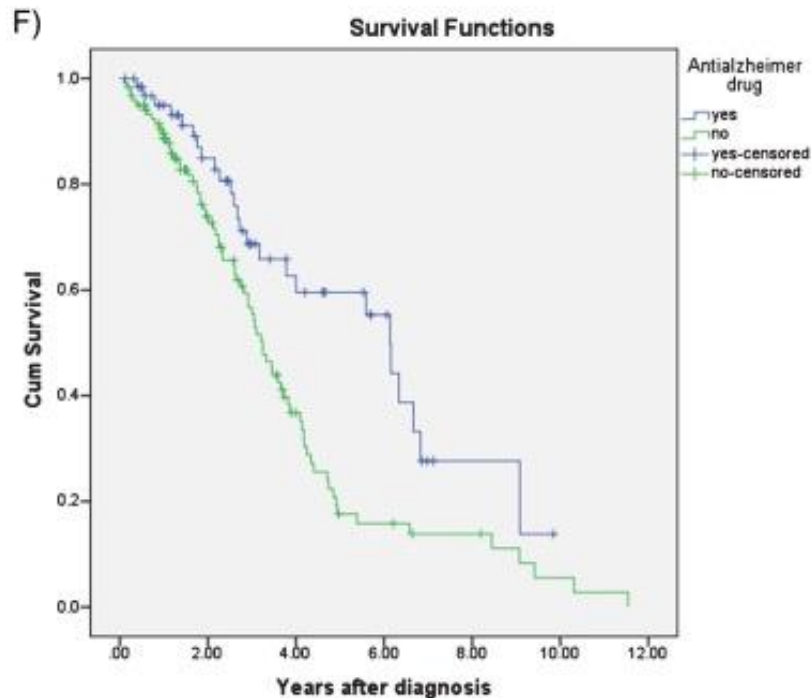 F)
Survival Functions
Antialzheimer
drug
yes
no
yes-censored
no-censored
Cum Survival
1.0
0.8
0.6
0.4
0.2
0.0
.00 2.00 4.00 6.00 8.00 10.00 12.00
Years after diagnosis